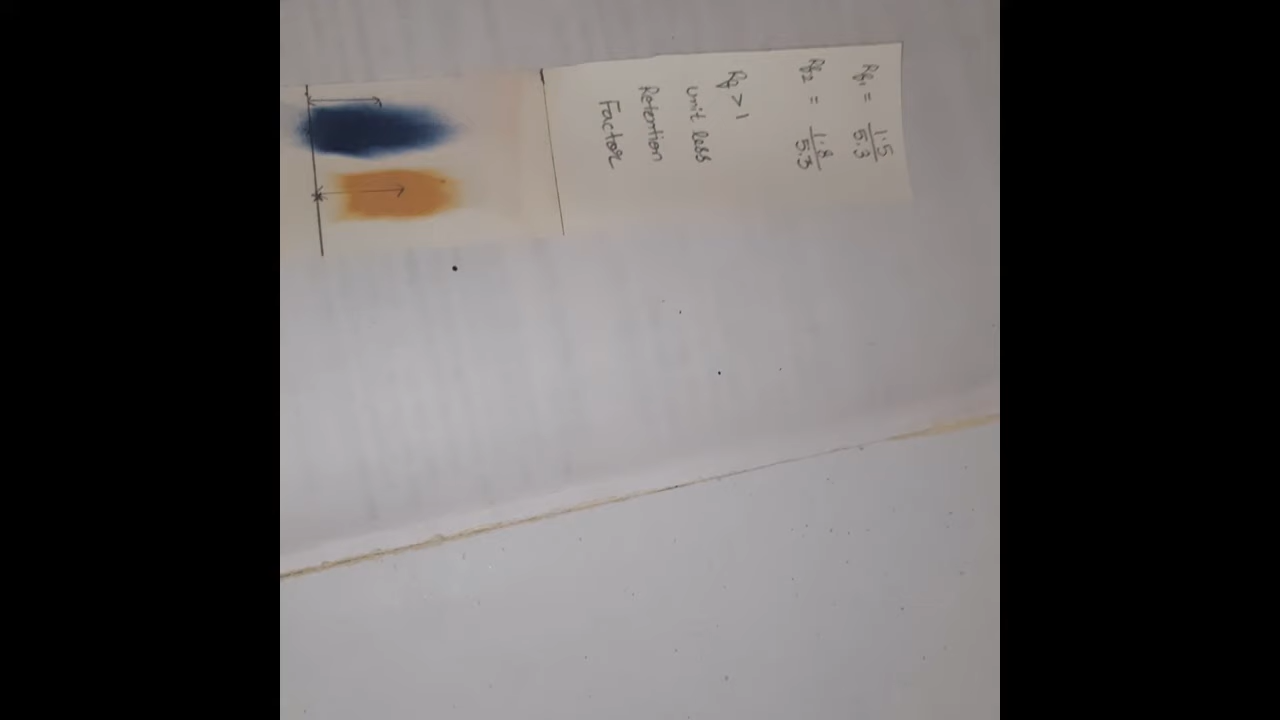 Rf1 = 1.5/5.3
Rf2 = 1.8/5.3
Rf > 1
unit less
Retention
Factor